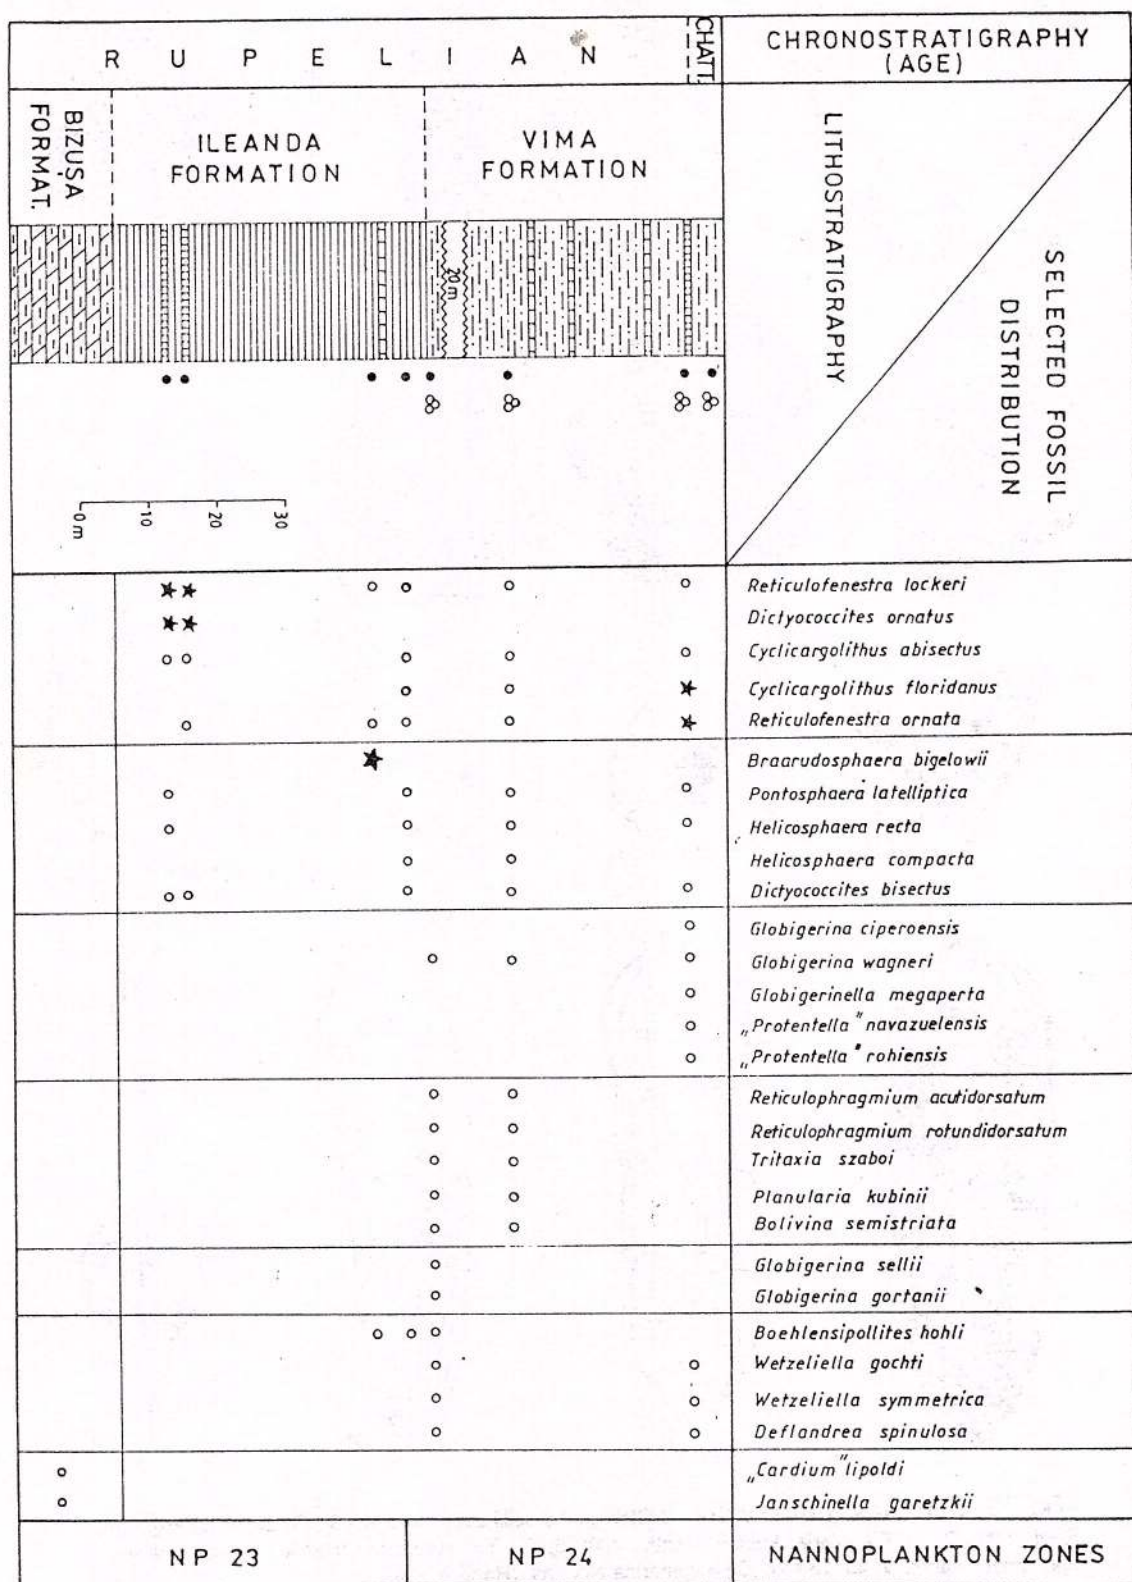 R U P E L I A N
CHATT.
CHRONOSTRATIGRAPHY
(AGE)
BIZUȘA
FORMAT.
ILEANDA
FORMATION
VIMA
FORMATION
LITHOSTRATIGRAPHY
SELECTED FOSSIL
DISTRIBUTION
20 m
0 m
10
20
30
Reticulofenestra lockeri
Dictyococcites ornatus
Cyclicargolithus abisectus
Cyclicargolithus floridanus
Reticulofenestra ornata
Braarudosphaera bigelowii
Pontosphaera latelliptica
Helicosphaera recta
Helicosphaera compacta
Dictyococcites bisectus
Globigerina ciperoensis
Globigerina wagneri
Globigerinella megaperta
„Protentella" navazuelensis
„Protentella" rohiensis
Reticulophragmium acutidorsatum
Reticulophragmium rotundidorsatum
Tritaxia szaboi
Planularia kubinii
Bolivina semistriata
Globigerina sellii
Globigerina gortanii
Boehlensipollites hohli
Wetzeliella gochti
Wetzeliella symmetrica
Deflandrea spinulosa
„Cardium" lipoldi
Janschinella garetzkii
NP 23
NP 24
NANNOPLANKTON ZONES